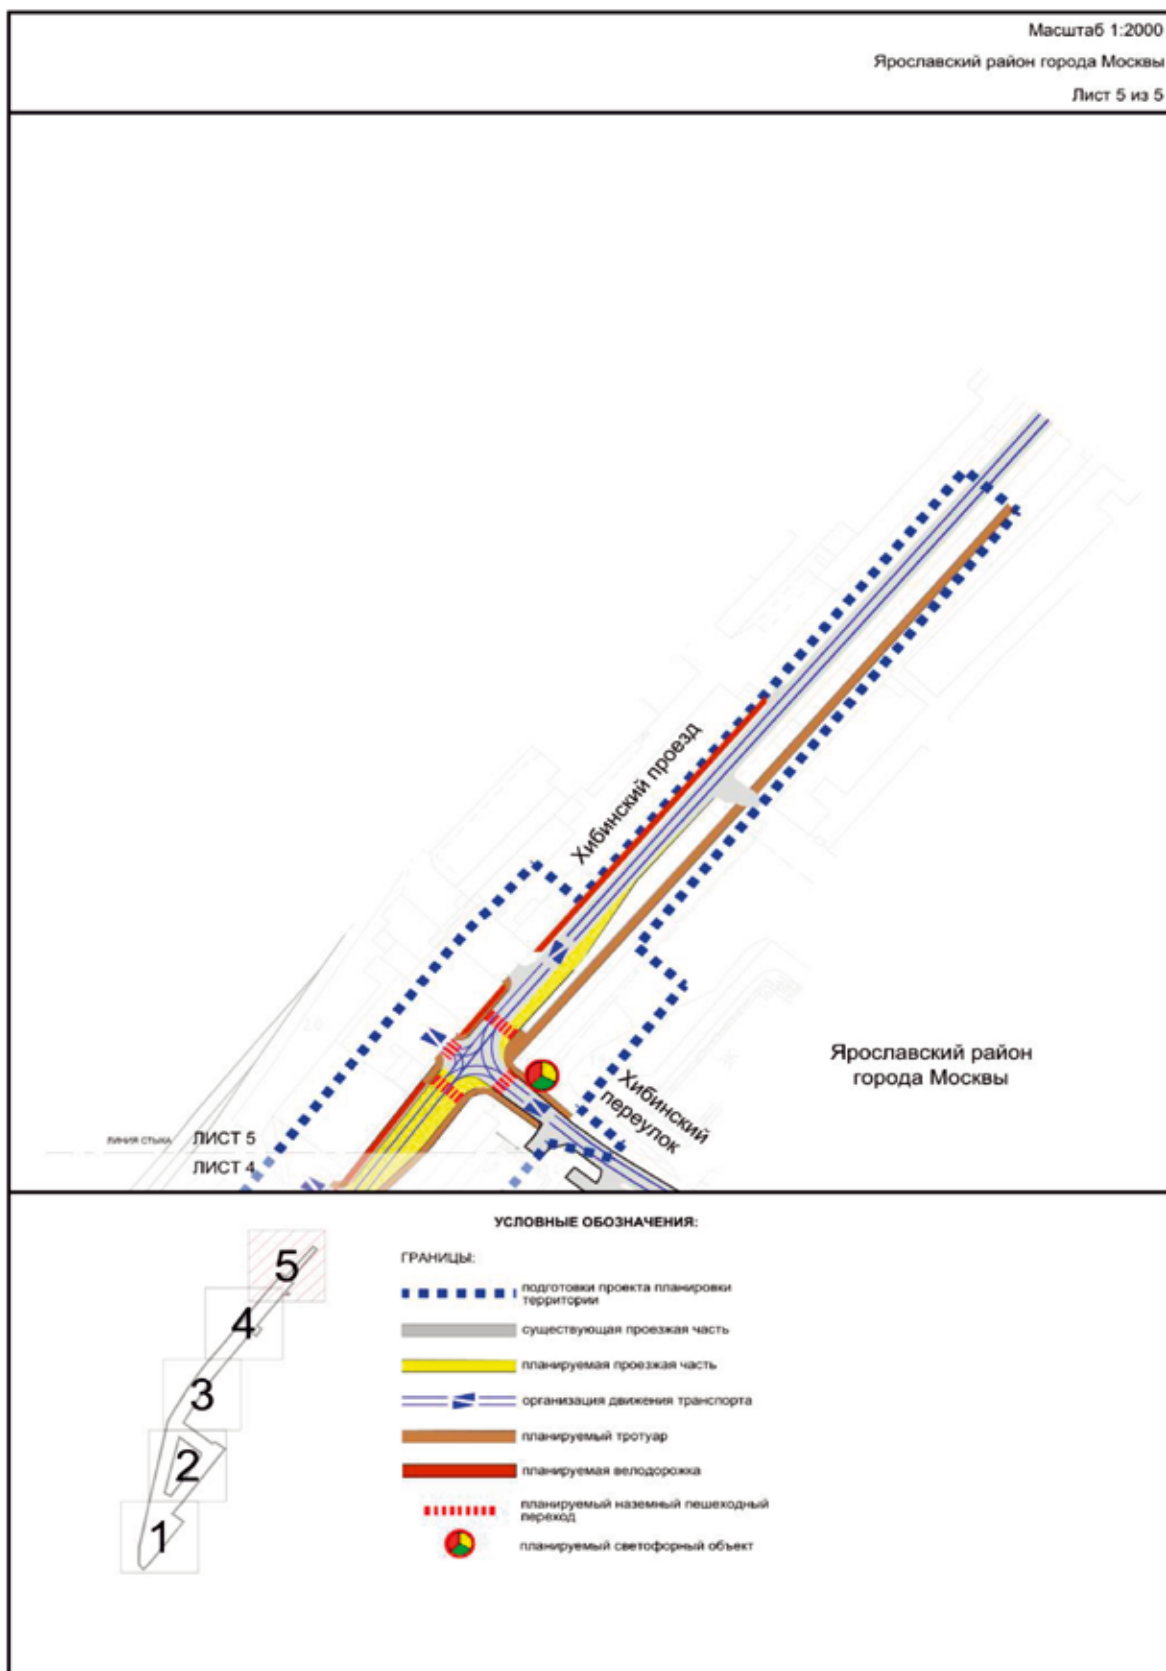 Масштаб 1:2000
Ярославский район города Москвы
Лист 5 из 5
Хибинский проезд
Хибинский
переулок
Ярославский район
города Москвы
ЛИНИЯ СТЫКА
ЛИСТ 5
ЛИСТ 4
УСЛОВНЫЕ ОБОЗНАЧЕНИЯ:
ГРАНИЦЫ:
подготовки проекта планировки
территории
существующая проезжая часть
планируемая проезжая часть
организация движения транспорта
планируемый тротуар
планируемая велодорожка
планируемый наземный пешеходный
переход
планируемый светофорный объект
5
4
3
2
1